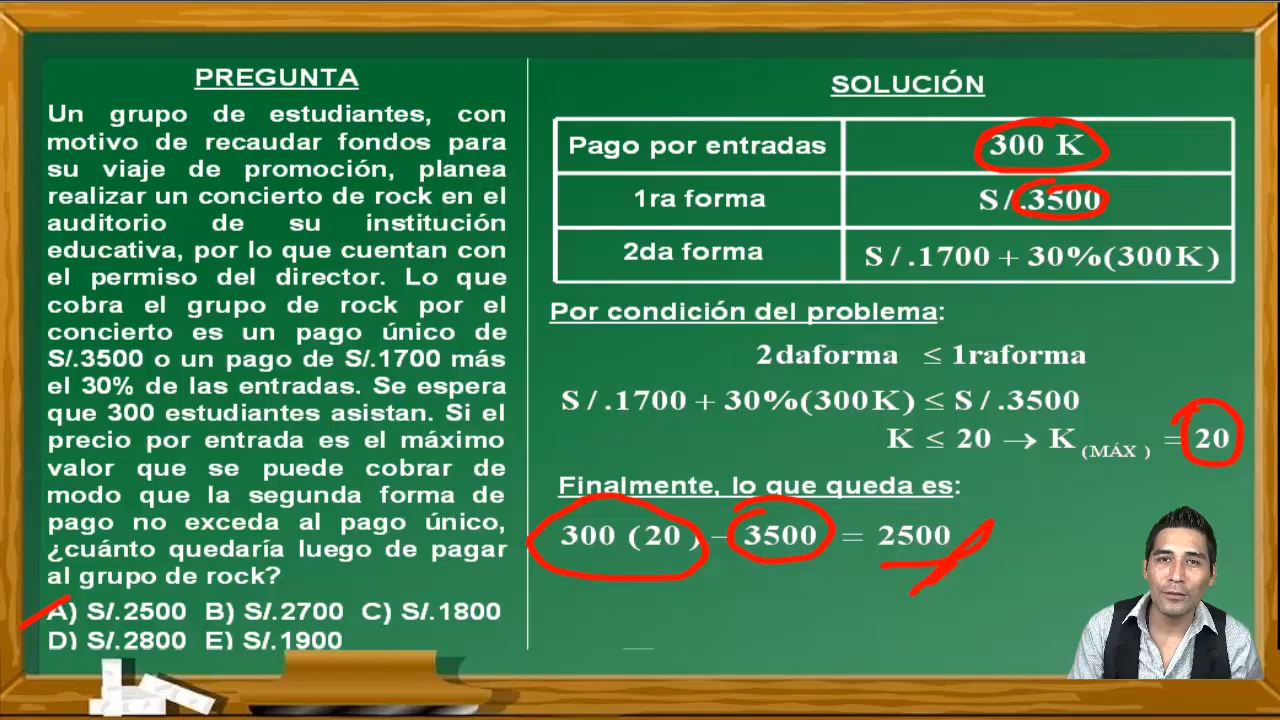 PREGUNTA
Un grupo de estudiantes, con
motivo de recaudar fondos para
su viaje de promoción, planea
realizar un concierto de rock en el
auditorio de su institución
educativa, por lo que cuentan con
el permiso del director. Lo que
cobra el grupo de rock por el
concierto es un pago único de
S/.3500 o un pago de S/.1700 más
el 30% de las entradas. Se espera
que 300 estudiantes asistan. Si el
precio por entrada es el máximo
valor que se puede cobrar de
modo que la segunda forma de
pago no exceda al pago único,
¿cuánto quedaría luego de pagar
al grupo de rock?
A) S/.2500 B) S/.2700 C) S/.1800
D) S/.2800 E) S/.1900
SOLUCIÓN
Pago por entradas 300 K
1ra forma S/.3500
2da forma S/.1700 + 30%(300K)
Por condición del problema:
2daforma ≤ 1raforma
S/.1700 + 30%(300K) ≤ S/.3500
K ≤ 20 → K (MÁX) = 20
Finalmente, lo que queda es:
300 (20) − 3500 = 2500